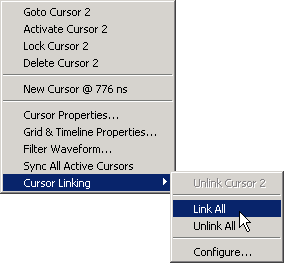 Goto Cursor 2
Activate Cursor 2
Lock Cursor 2
Delete Cursor 2
New Cursor @ 776 ns
Cursor Properties...
Grid & Timeline Properties...
Filter Waveform...
Sync All Active Cursors
Cursor Linking
Unlink Cursor 2
Link All
Unlink All
Configure...